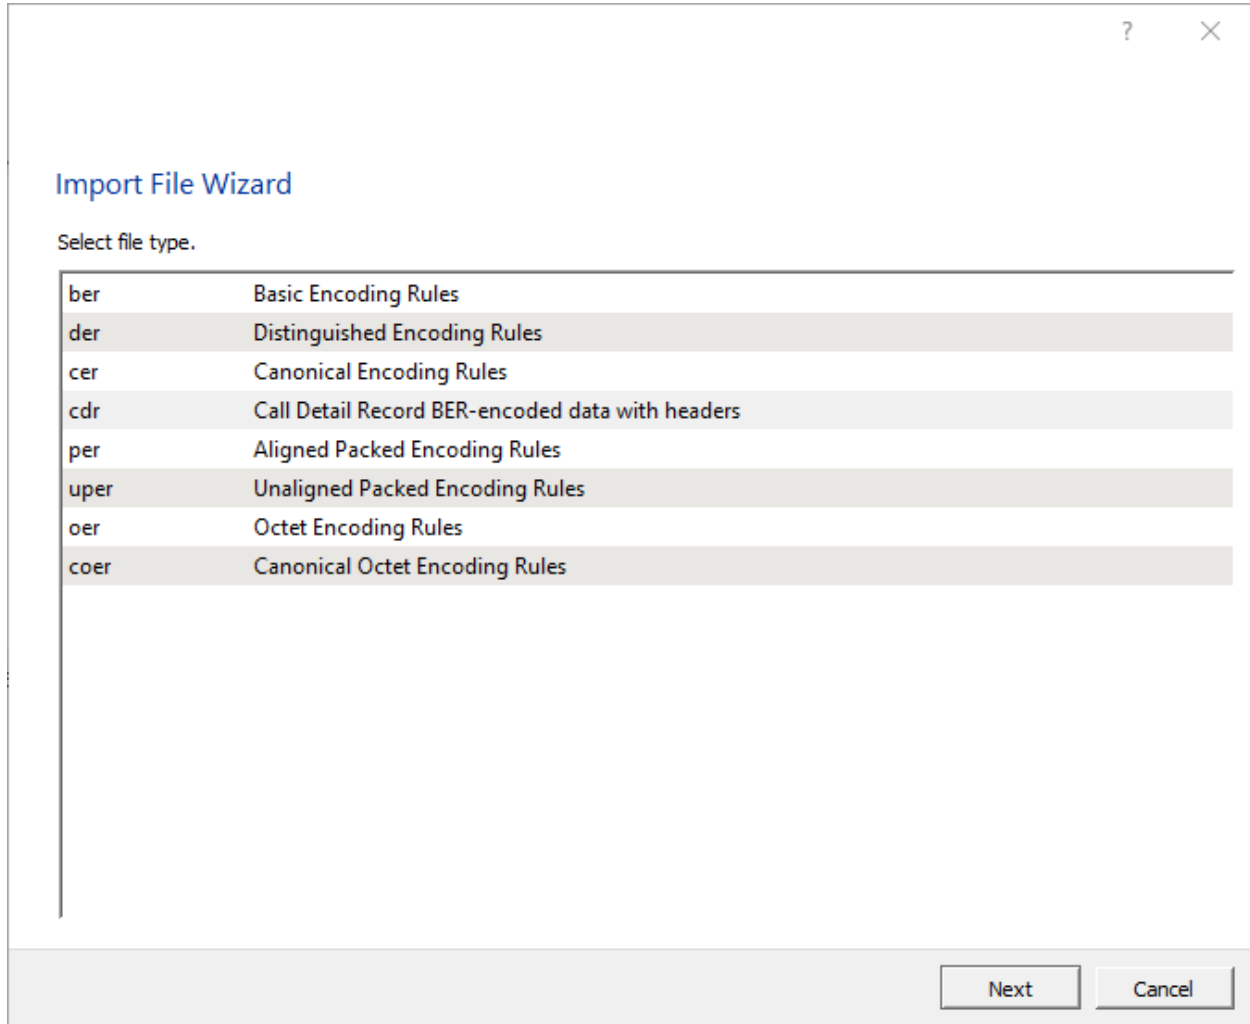 ?
Import File Wizard
Select file type.
ber Basic Encoding Rules
der Distinguished Encoding Rules
cer Canonical Encoding Rules
cdr Call Detail Record BER-encoded data with headers
per Aligned Packed Encoding Rules
uper Unaligned Packed Encoding Rules
oer Octet Encoding Rules
coer Canonical Octet Encoding Rules
Next Cancel